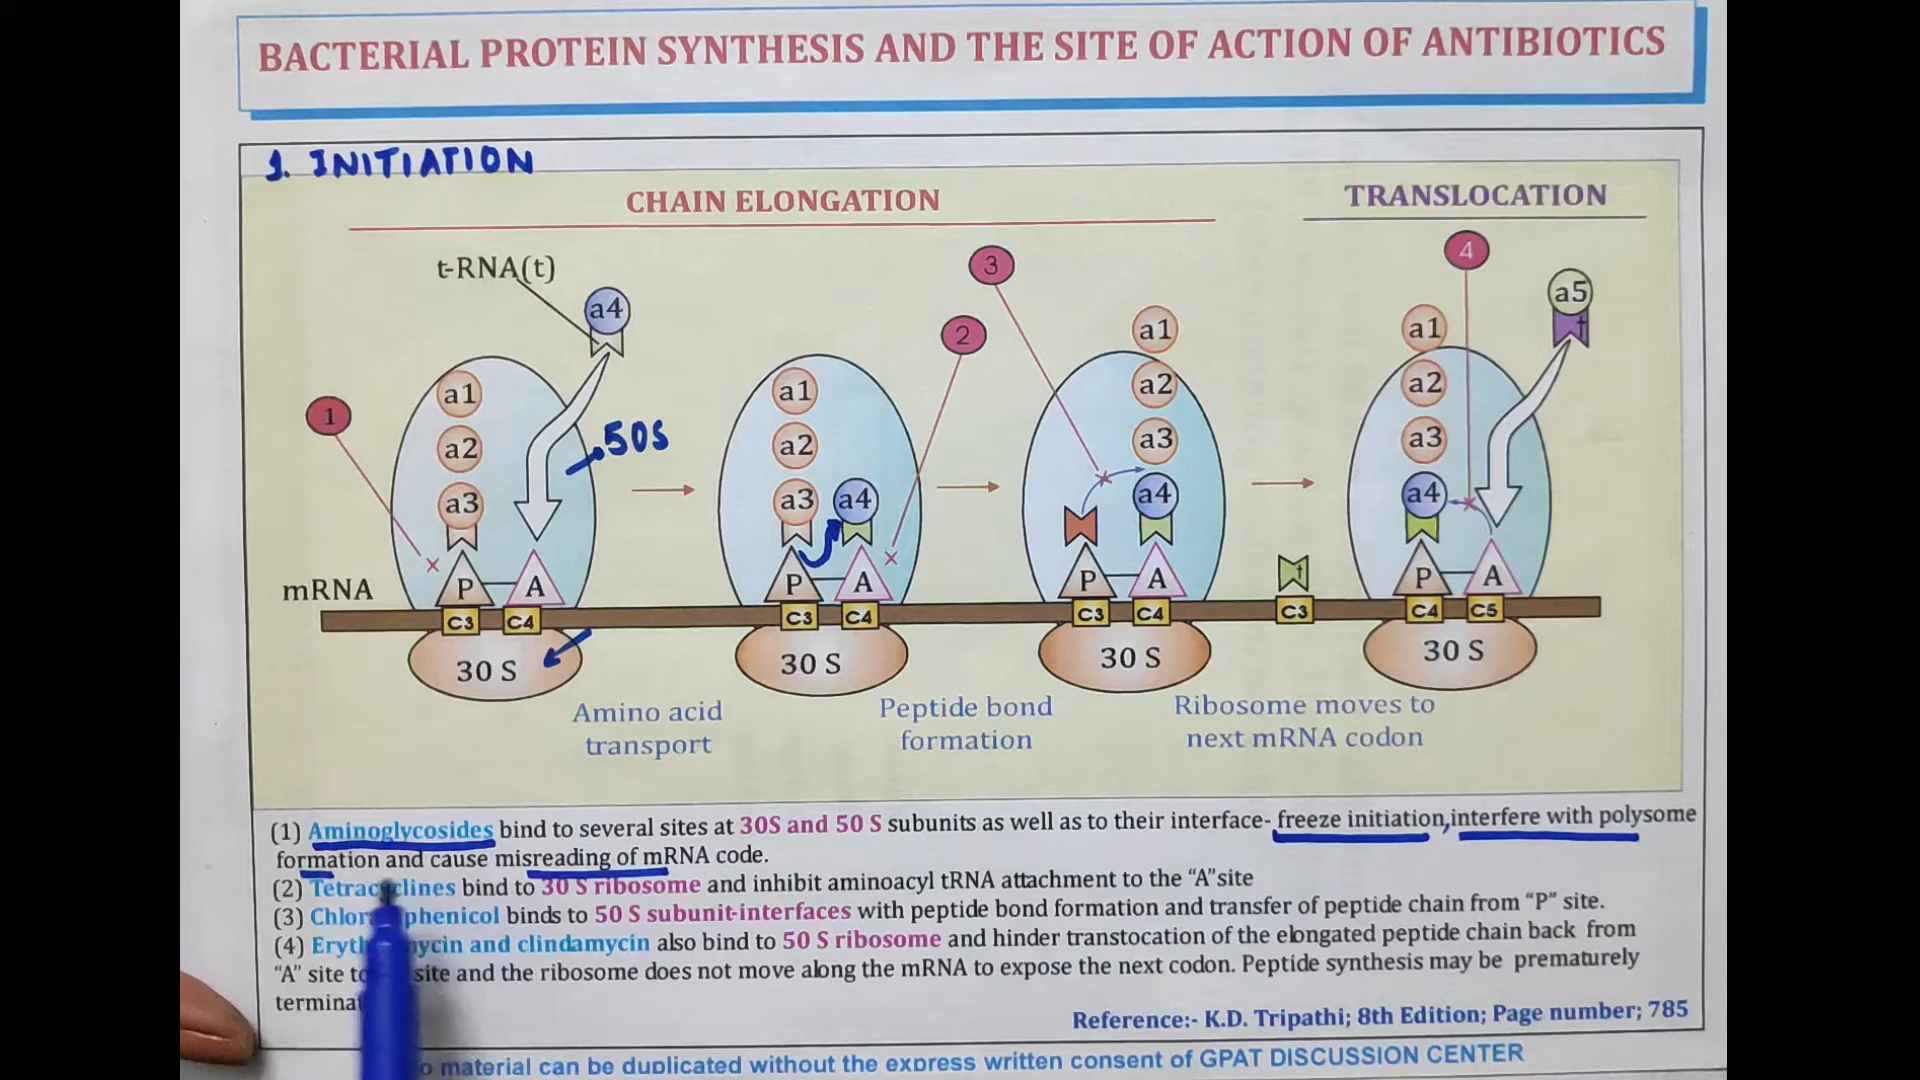 BACTERIAL PROTEIN SYNTHESIS AND THE SITE OF ACTION OF ANTIBIOTICS
1. INITIATION
CHAIN ELONGATION
TRANSLOCATION
t-RNA(t)
a4
1
a1
a2
a3
50S
P
A
mRNA
C3
C4
30 S
2
a1
a2
a3
a4
P
A
C3
C4
30 S
3
a1
a2
a3
a4
P
A
C3
C4
30 S
t
C3
4
a5
t
a1
a2
a3
a4
P
A
C4
C5
30 S
Amino acid
transport
Peptide bond
formation
Ribosome moves to
next mRNA codon
(1) Aminoglycosides bind to several sites at 30S and 50 S subunits as well as to their interface- freeze initiation, interfere with polysome
formation and cause misreading of mRNA code.
(2) Tetracyclines bind to 30 S ribosome and inhibit aminoacyl tRNA attachment to the "A"site
(3) binds to 50 S subunit-interfaces with peptide bond formation and transfer of peptide chain from "P" site.
(4) and clindamycin also bind to 50 S ribosome and hinder transtocation of the elongated peptide chain back from
"A" site site and the ribosome does not move along the mRNA to expose the next codon. Peptide synthesis may be prematurely
Reference:- K.D. Tripathi; 8th Edition; Page number; 785
material can be duplicated without the express written consent of GPAT DISCUSSION CENTER